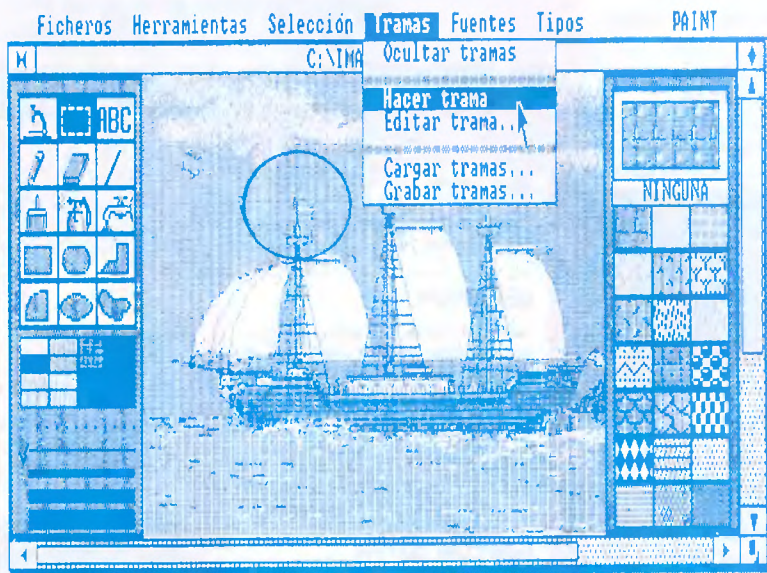 Ficheros Herramientas Selección Tramas Fuentes Tipos PAINT
C:\IMA
Ocultar tramas
Hacer trama
Editar trama..
Cargar tramas...
Grabar tramas...
ABC
NINGUNA